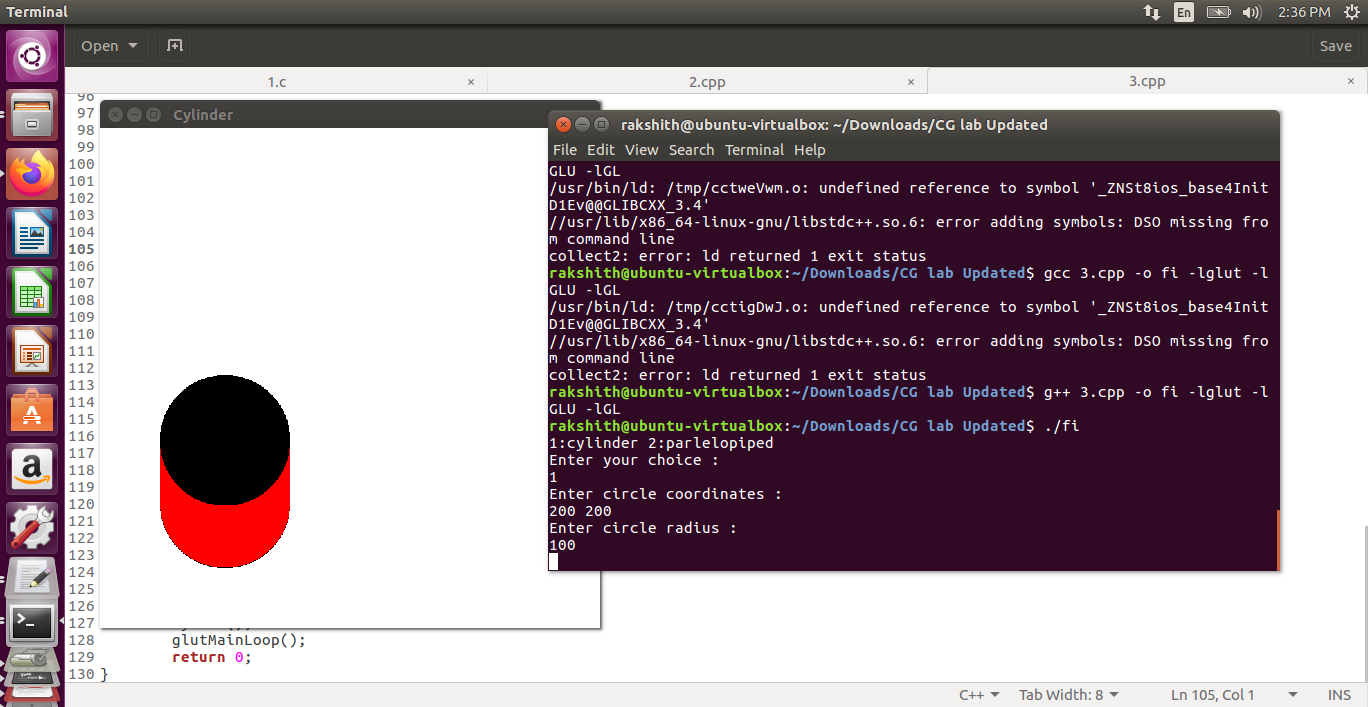 Terminal
En
2:36 PM
Open
Save
1.c
2.cpp
3.cpp
96
97
98
99
100
101
102
103
104
105
106
107
108
109
110
111
112
113
114
115
116
117
118
119
120
121
122
123
124
125
126
127
128 glutMainLoop();
129 return 0;
130 }
Cylinder
rakshith@ubuntu-virtualbox: ~/Downloads/CG lab Updated
File Edit View Search Terminal Help
GLU -lGL
/usr/bin/ld: /tmp/cctweVwm.o: undefined reference to symbol '_ZNSt8ios_base4Init
D1Ev@@GLIBCXX_3.4'
//usr/lib/x86_64-linux-gnu/libstdc++.so.6: error adding symbols: DSO missing fro
m command line
collect2: error: ld returned 1 exit status
rakshith@ubuntu-virtualbox:~/Downloads/CG lab Updated$ gcc 3.cpp -o fi -lglut -l
GLU -lGL
/usr/bin/ld: /tmp/cctigDwJ.o: undefined reference to symbol '_ZNSt8ios_base4Init
D1Ev@@GLIBCXX_3.4'
//usr/lib/x86_64-linux-gnu/libstdc++.so.6: error adding symbols: DSO missing fro
m command line
collect2: error: ld returned 1 exit status
rakshith@ubuntu-virtualbox:~/Downloads/CG lab Updated$ g++ 3.cpp -o fi -lglut -l
GLU -lGL
rakshith@ubuntu-virtualbox:~/Downloads/CG lab Updated$ ./fi
1:cylinder 2:parlelopiped
Enter your choice :
1
Enter circle coordinates :
200 200
Enter circle radius :
100
C++
Tab Width: 8
Ln 105, Col 1
INS